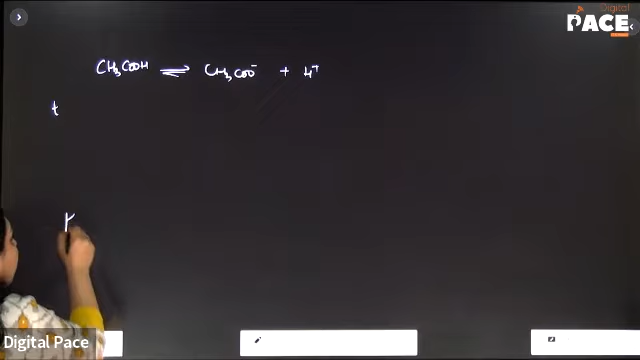 Digital
PACE
CH3COOH ⇌ CH3COO⁻ + H⁺
t
Digital Pace